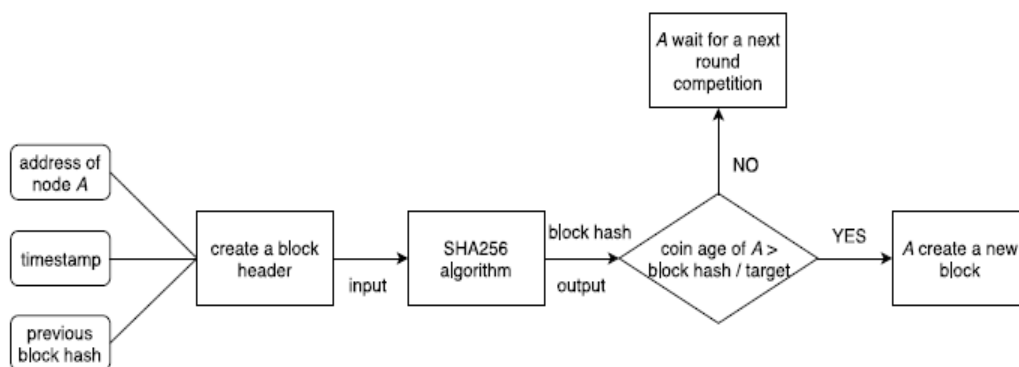 A wait for a next
round
competition
address of
node A
NO
timestamp
create a block
header
input
SHA256
algorithm
block hash
output
coin age of A >
block hash / target
YES
A create a new
block
previous
block hash